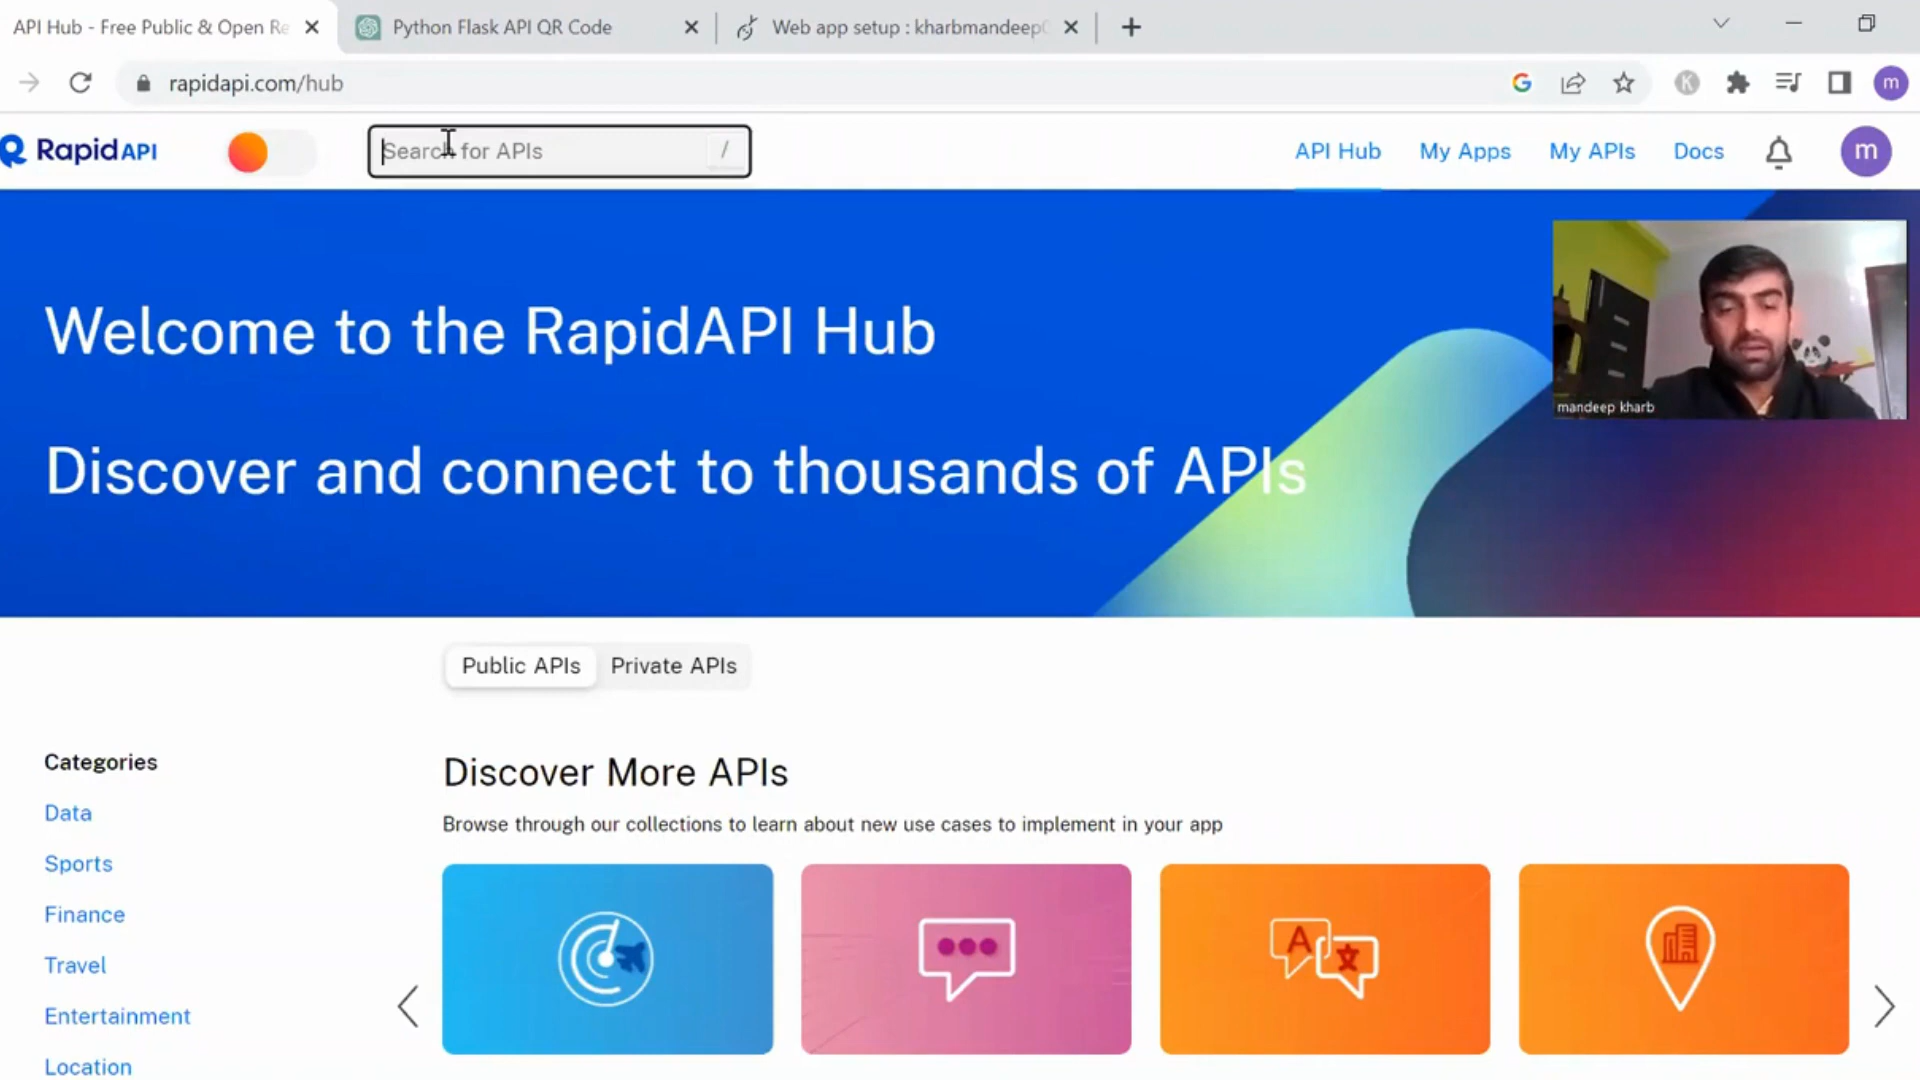 API Hub - Free Public & Open Re
Python Flask API QR Code
Web app setup : kharbmandeep
rapidapi.com/hub
G
K
m
RapidAPI
Search for APIs
/
API Hub
My Apps
My APIs
Docs
m
Welcome to the RapidAPI Hub
Discover and connect to thousands of APIs
mandeep kharb
Public APIs
Private APIs
Categories
Data
Sports
Finance
Travel
Entertainment
Location
Discover More APIs
Browse through our collections to learn about new use cases to implement in your app
A
文